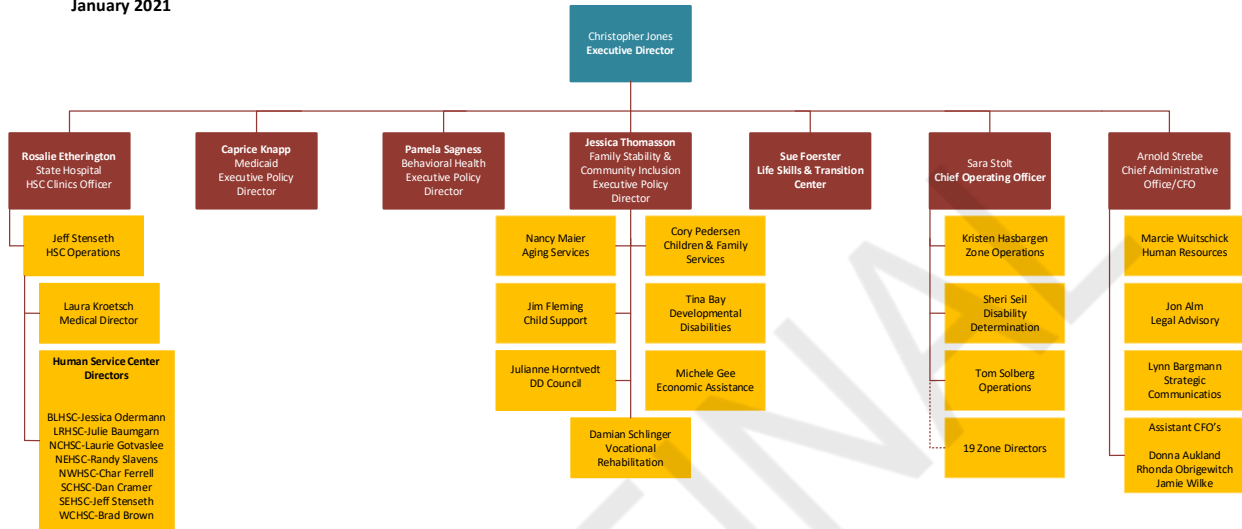 January 2021
Christopher Jones
Executive Director
Rosalie Etherington
State Hospital
HSC Clinics Officer
Caprice Knapp
Medicaid
Executive Policy
Director
Pamela Sagness
Behavioral Health
Executive Policy
Director
Jessica Thomasson
Family Stability &
Community Inclusion
Executive Policy
Director
Sue Foerster
Life Skills & Transition
Center
Sara Stolt
Chief Operating Officer
Arnold Strebe
Chief Administrative
Office/CFO
Jeff Stenseth
HSC Operations
Laura Kroetsch
Medical Director
Human Service Center
Directors
BLHSC-Jessica Odermann
LRHSC-Julie Baumgarn
NCHSC-Laurie Gotvaslee
NEHSC-Randy Slavens
NWHSC-Char Ferrell
SCHSC-Dan Cramer
SEHSC-Jeff Stenseth
WCHSC-Brad Brown
Nancy Maier
Aging Services
Cory Pedersen
Children & Family
Services
Jim Fleming
Child Support
Tina Bay
Developmental
Disabilities
Julianne Horntvedt
DD Council
Michele Gee
Economic Assistance
Damian Schlinger
Vocational
Rehabilitation
Kristen Hasbargen
Zone Operations
Sheri Seil
Disability
Determination
Tom Solberg
Operations
19 Zone Directors
Marcie Wuitschick
Human Resources
Jon Alm
Legal Advisory
Lynn Bargmann
Strategic
Communicatios
Assistant CFO's
Donna Aukland
Rhonda Obrigewitch
Jamie Wilke
FINAL